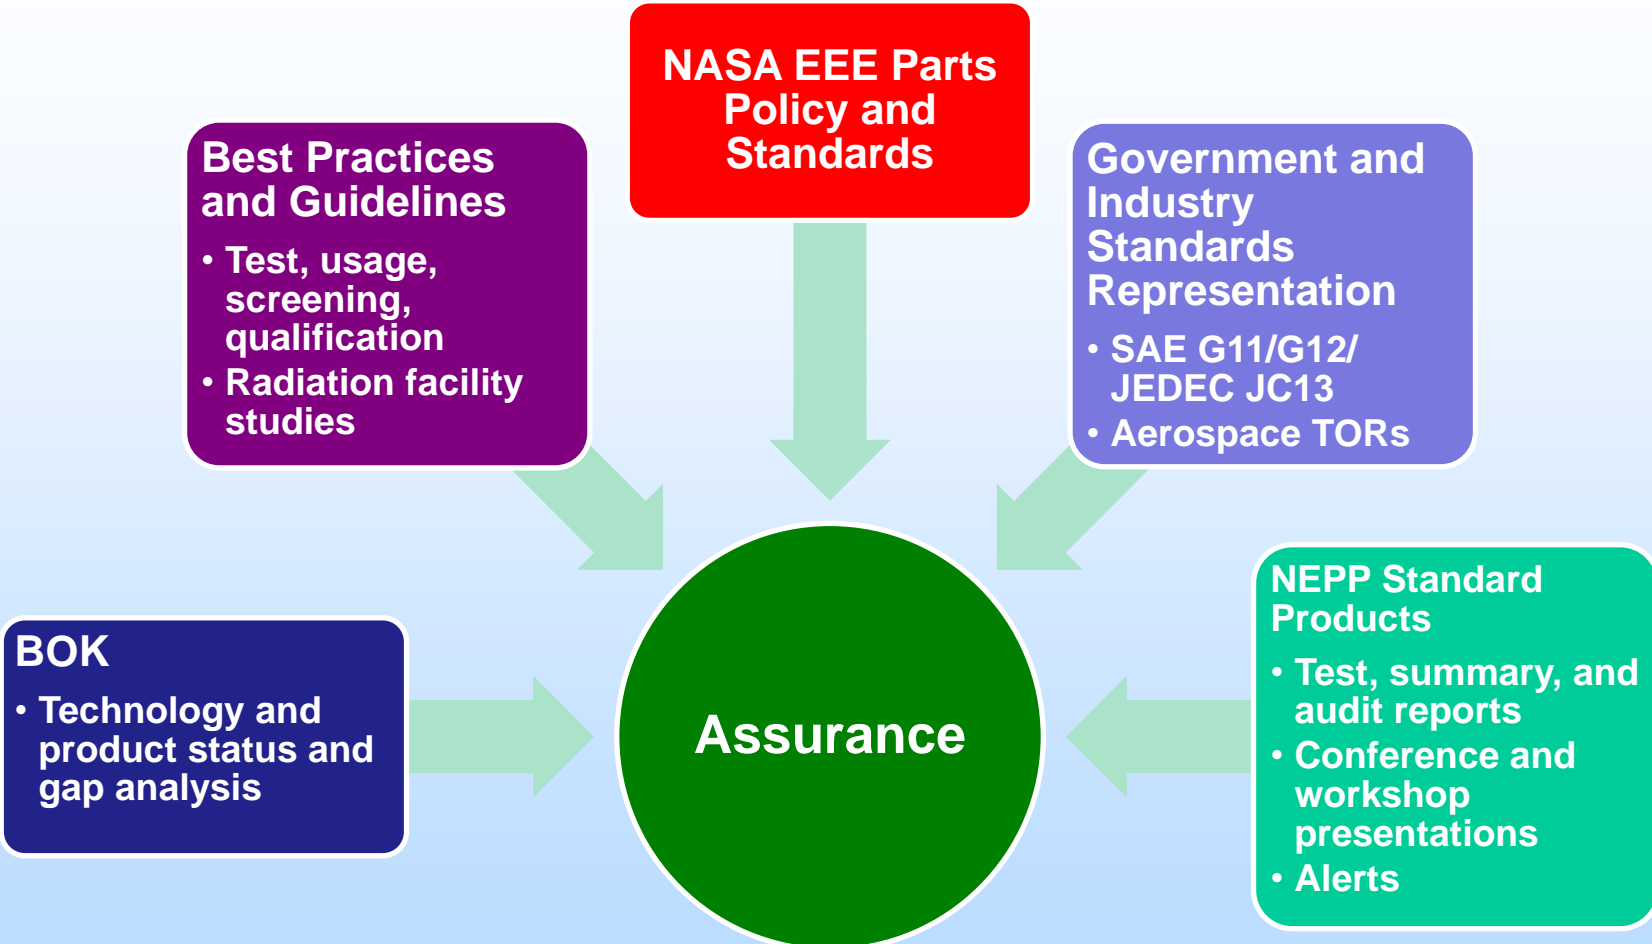 NASA EEE Parts
Policy and
Standards
Best Practices
and Guidelines
• Test, usage,
screening,
qualification
• Radiation facility
studies
Government and
Industry
Standards
Representation
• SAE G11/G12/
JEDEC JC13
• Aerospace TORs
BOK
• Technology and
product status and
gap analysis
Assurance
NEPP Standard
Products
• Test, summary, and
audit reports
• Conference and
workshop
presentations
• Alerts